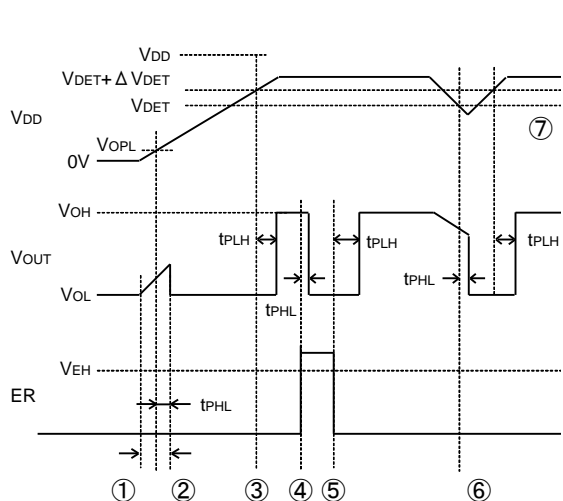 VDD
VDET+ΔVDET
VDET
VDD
VOPL
0V
⑦
VOH
tPLH
tPLH
tPLH
VOUT
tPHL
VOL
tPHL
VEH
ER
tPHL
① ② ③ ④ ⑤ ⑥